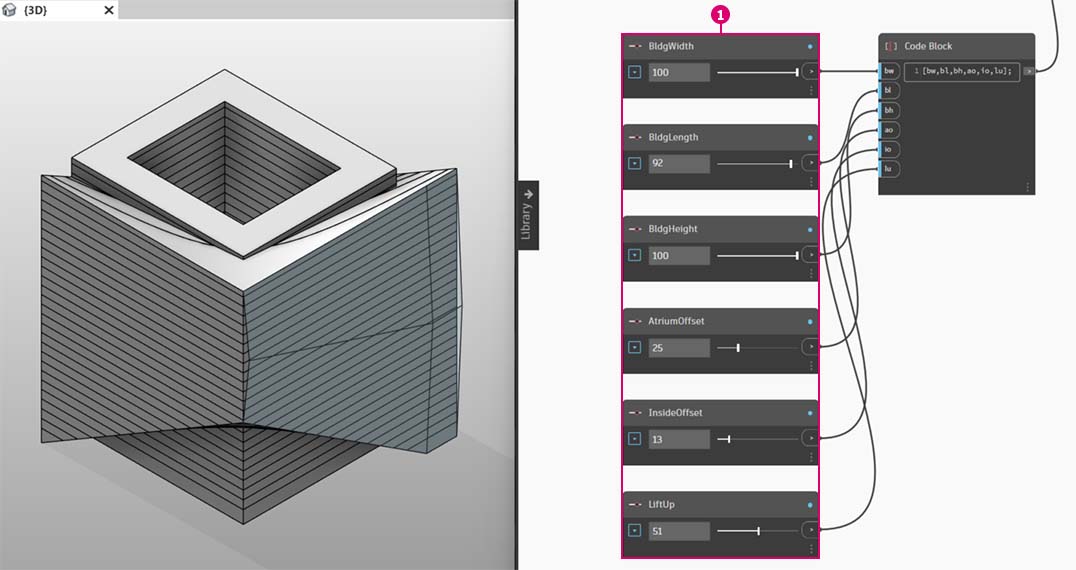 {3D}
1
BldgWidth
100
BldgLength
92
BldgHeight
100
AtriumOffset
25
InsideOffset
13
LiftUp
51
Library
Code Block
bw
1 [bw,bl,bh,ao,io,lu];
bl
bh
ao
io
lu